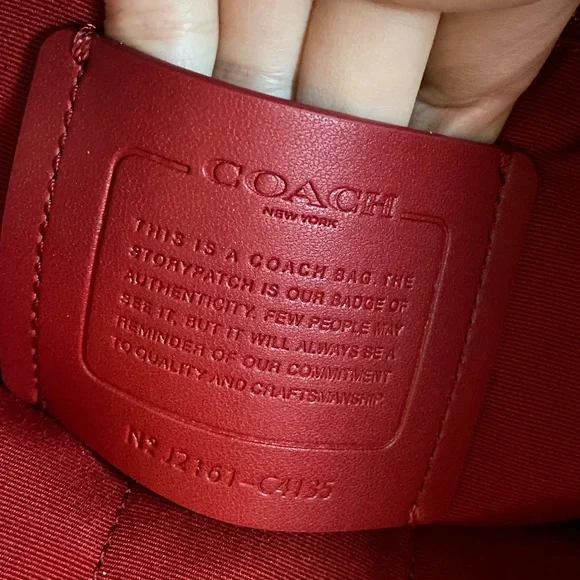 COACH
NEW YORK
THIS IS A COACH BAG. THE
STORYPATCH IS OUR BADGE OF
AUTHENTICITY. FEW PEOPLE MAY
SEE IT, BUT IT WILL ALWAYS BE A
REMINDER OF OUR COMMITMENT
TO QUALITY AND CRAFTSMANSHIP.
Nº J2161-C4135